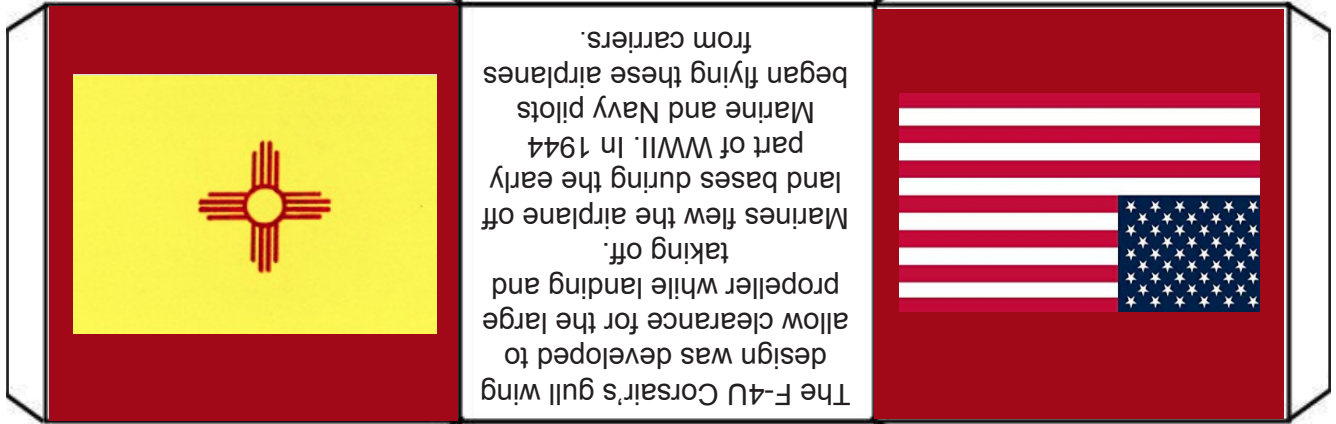 The F-4U Corsair's gull wing
design was developed to
allow clearance for the large
propeller while landing and
taking off.
Marines flew the airplane off
land bases during the early
part of WWII. In 1944
Marine and Navy pilots
began flying these airplanes
from carriers.